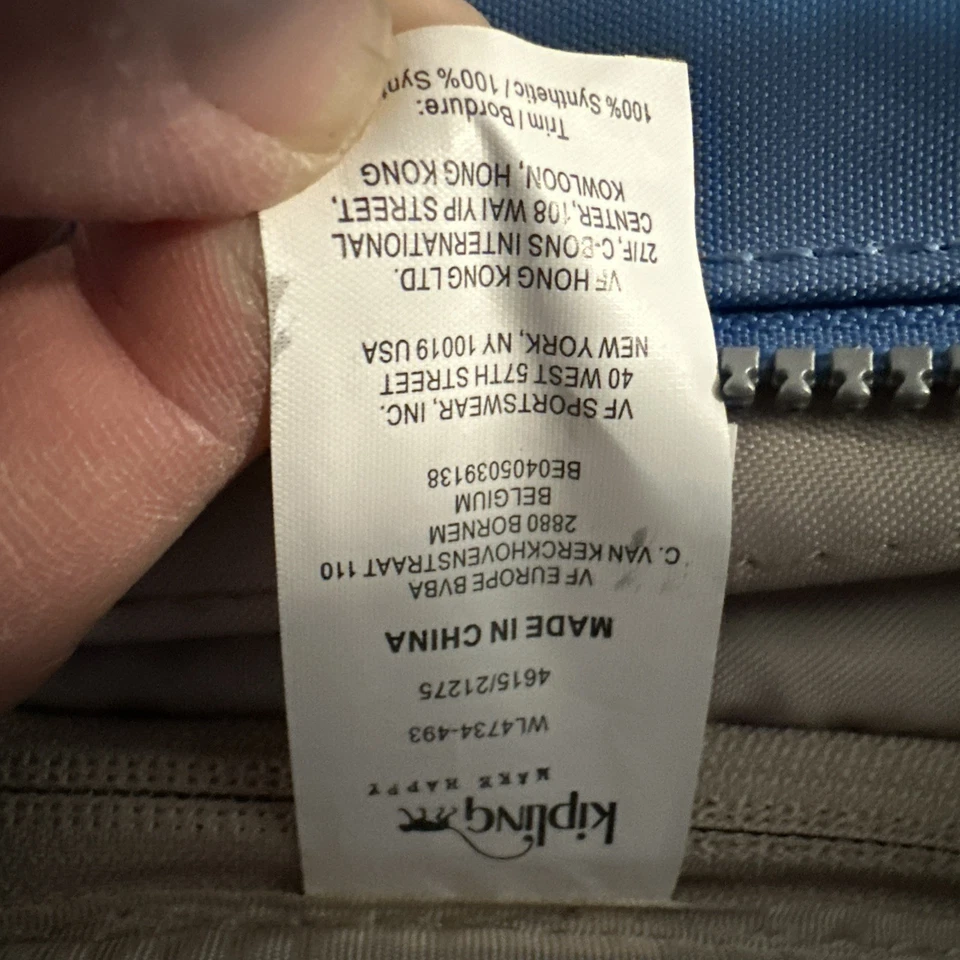 kipling
MAKE HAPPY
WL4734-493
4615/21275
MADE IN CHINA
VF EUROPE BVBA
C. VAN KERCKHOVENSTRAAT 110
2880 BORNEM
BELGIUM
BE0405039138
VF SPORTSWEAR, INC.
40 WEST 57TH STREET
NEW YORK, NY 10019 USA
VF HONG KONG LTD.
27/F, C-BONS INTERNATIONAL
CENTER, 108 WAI YIP STREET,
KOWLOON, HONG KONG
Trim / Bordure:
100% Synthetic / 100%